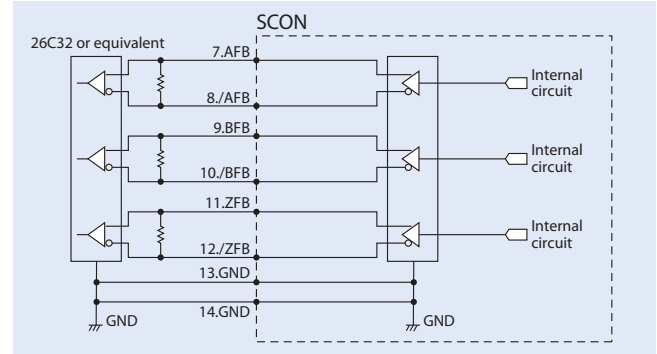 SCON
26C32 or equivalent
7.AFB
8./AFB
Internal
circuit
9.BFB
10./BFB
Internal
circuit
11.ZFB
12./ZFB
Internal
circuit
13.GND
14.GND
GND
GND